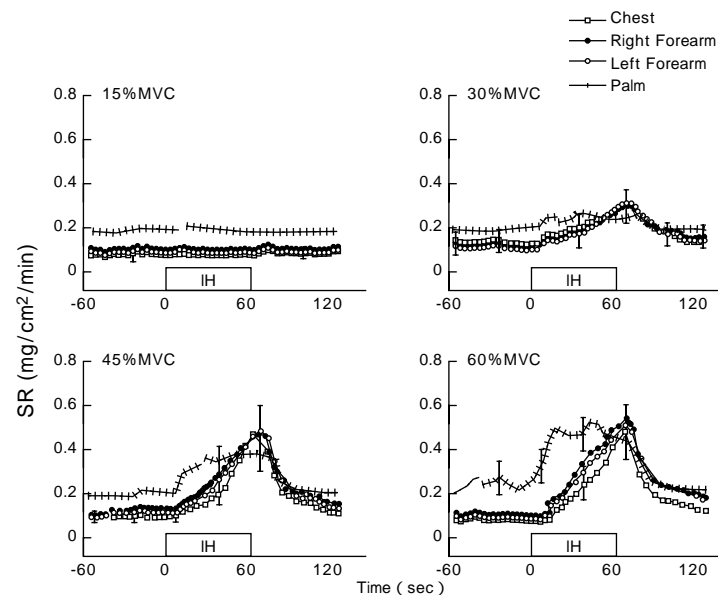 Chest
Right Forearm
Left Forearm
Palm
15%MVC
0.8
0.6
0.4
0.2
0
IH
-60 0 60 120
30%MVC
0.8
0.6
0.4
0.2
0
IH
-60 0 60 120
SR (mg/cm²/min)
45%MVC
0.8
0.6
0.4
0.2
0
IH
-60 0 60 120
60%MVC
0.8
0.6
0.4
0.2
0
IH
-60 0 60 120
Time ( sec )